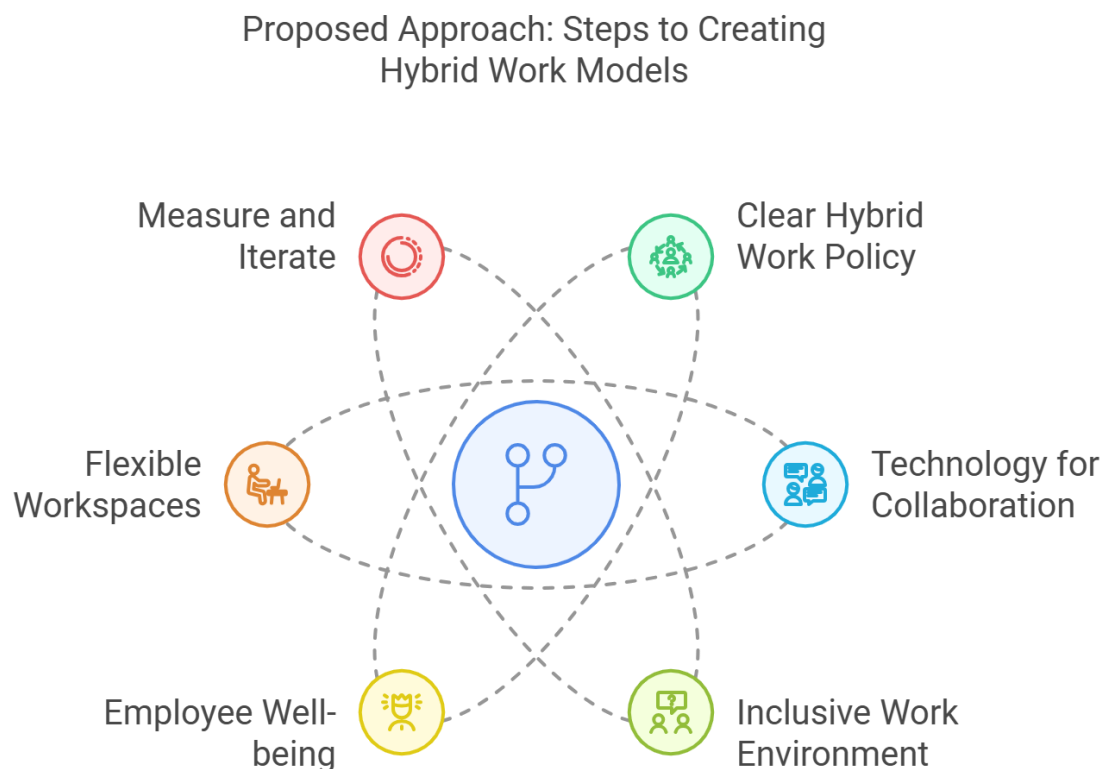 Proposed Approach: Steps to Creating
Hybrid Work Models
Measure and
Iterate
Clear Hybrid
Work Policy
Flexible
Workspaces
Technology for
Collaboration
Employee Well-
being
Inclusive Work
Environment